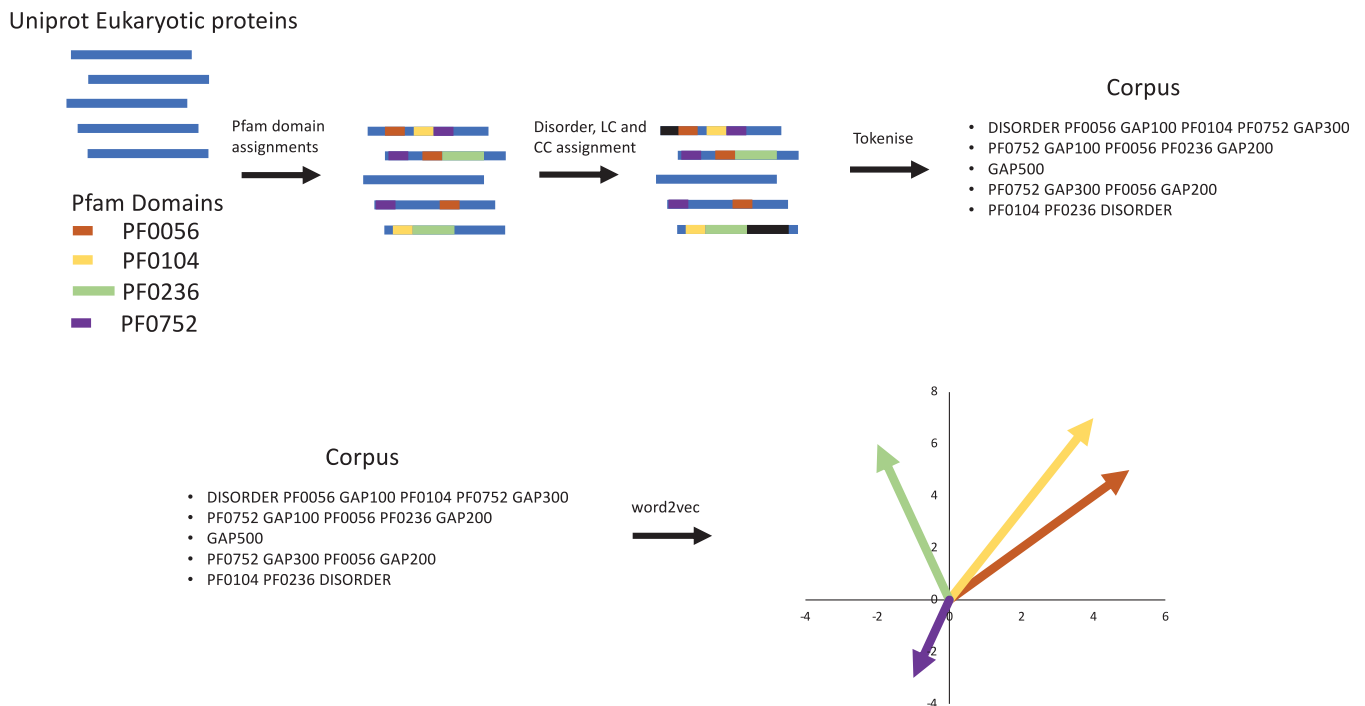 Uniprot Eukaryotic proteins
Pfam domain
assignments
Disorder, LC and
CC assignment
Tokenise
Corpus
• DISORDER PF0056 GAP100 PF0104 PF0752 GAP300
• PF0752 GAP100 PF0056 PF0236 GAP200
• GAP500
• PF0752 GAP300 PF0056 GAP200
• PF0104 PF0236 DISORDER
Pfam Domains
PF0056
PF0104
PF0236
PF0752
Corpus
• DISORDER PF0056 GAP100 PF0104 PF0752 GAP300
• PF0752 GAP100 PF0056 PF0236 GAP200
• GAP500
• PF0752 GAP300 PF0056 GAP200
• PF0104 PF0236 DISORDER
word2vec
8
6
4
2
0
-4 -2 0 2 4 6
-2
-4